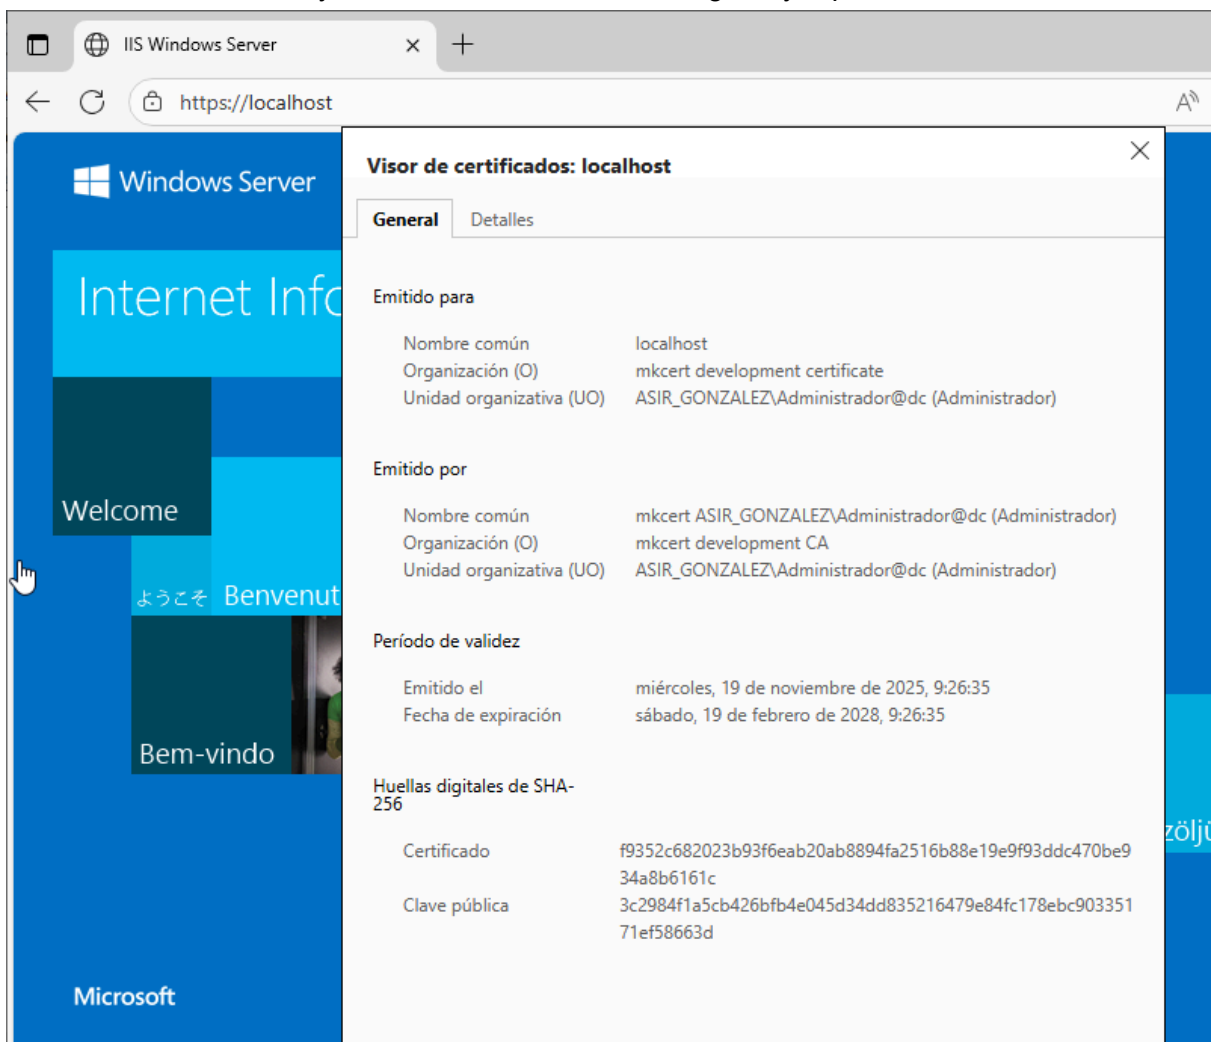 IIS Windows Server
https://localhost
Windows Server
Internet Info
Welcome
ようこそ Benvenut
Bem-vindo
Microsoft
Visor de certificados: localhost
General Detalles
Emitido para
Nombre común localhost
Organización (O) mkcert development certificate
Unidad organizativa (UO) ASIR_GONZALEZ\Administrador@dc (Administrador)
Emitido por
Nombre común mkcert ASIR_GONZALEZ\Administrador@dc (Administrador)
Organización (O) mkcert development CA
Unidad organizativa (UO) ASIR_GONZALEZ\Administrador@dc (Administrador)
Período de validez
Emitido el miércoles, 19 de noviembre de 2025, 9:26:35
Fecha de expiración sábado, 19 de febrero de 2028, 9:26:35
Huellas digitales de SHA-
256
Certificado f9352c682023b93f6eab20ab8894fa2516b88e19e9f93ddc470be9
34a8b6161c
Clave pública 3c2984f1a5cb426bfb4e045d34dd835216479e84fc178ebc903351
71ef58663d